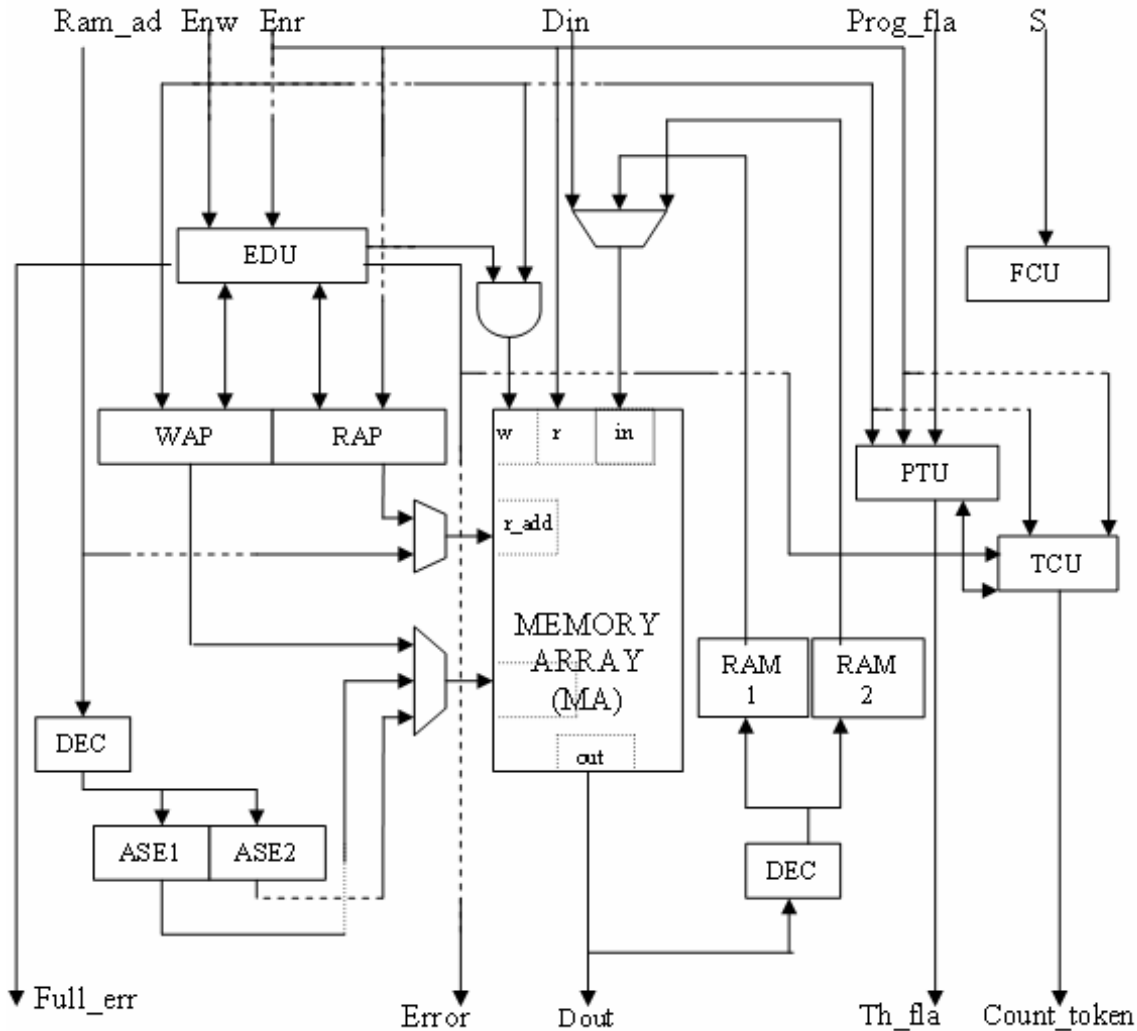 Ram_ad Enw Enr Din Prog_fla S
EDU
FCU
WAP RAP
w r in
PTU
r_add
TCU
MEMORY
ARRAY
(MA)
RAM
1
RAM
2
DEC
out
ASE1 ASE2
DEC
Full_err
Error
Dout
Th_fla
Count_token